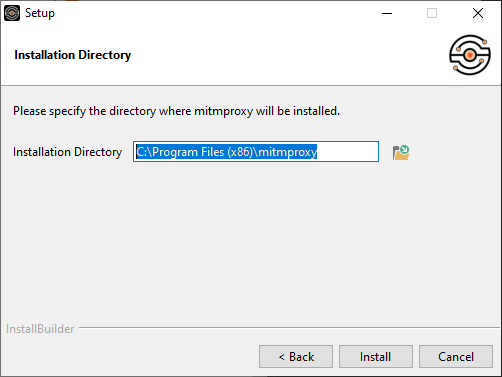 Setup
Installation Directory
Please specify the directory where mitmproxy will be installed.
Installation Directory C:\Program Files (x86)\mitmproxy
InstallBuilder
< Back Install Cancel